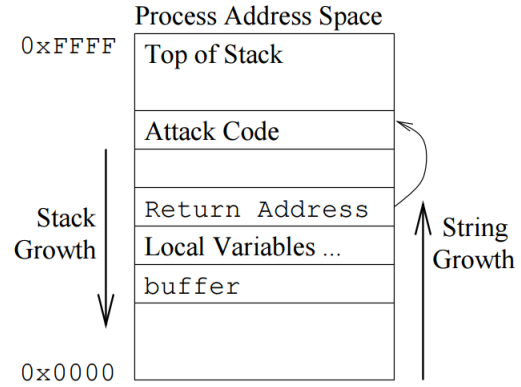 Process Address Space
0xFFFF
Top of Stack
Attack Code
Return Address
Local Variables ...
buffer
Stack
Growth
String
Growth
0x0000